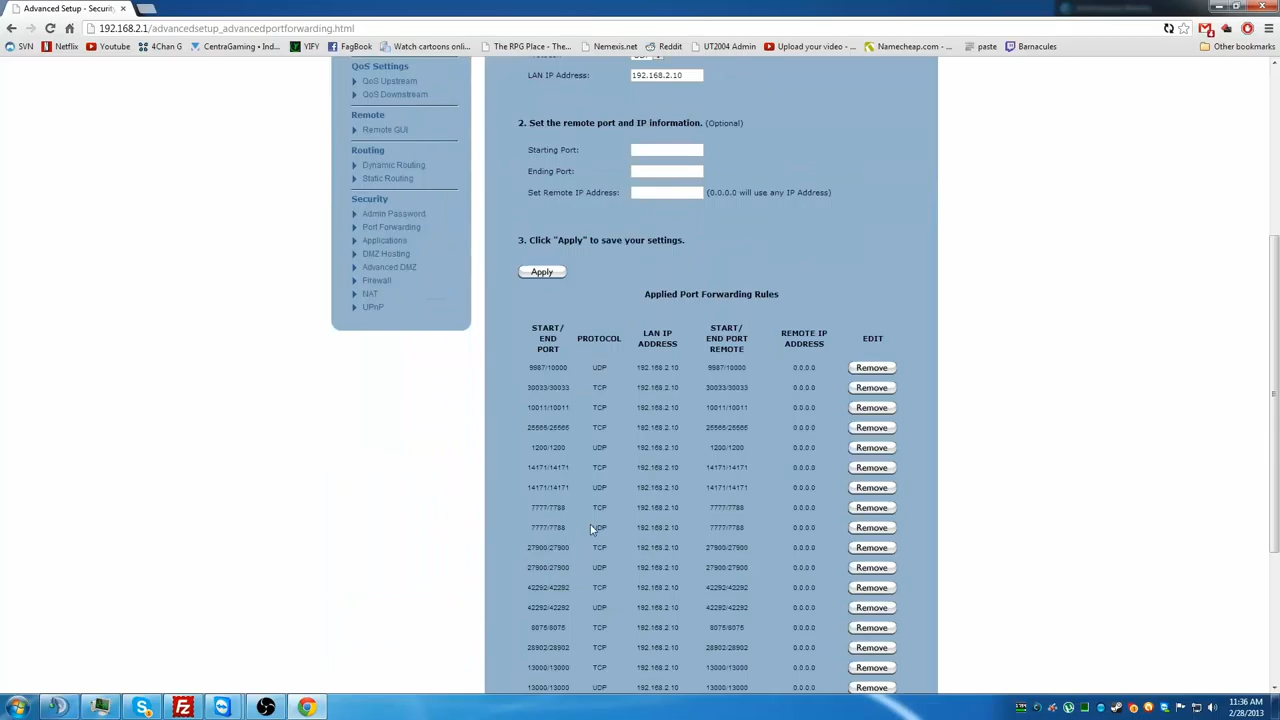 Advanced Setup - Securit
192.168.2.1/advancedsetup_advancedportforwarding.html
SVN Netflix Youtube 4Chan G CentraGaming • Ind... YIFY FagBook Watch cartoons onl... The RPG Place - The... Nemexis.net Reddit UT2004 Admin Upload your video -... Namecheap.com -... paste Barnacules Other bookmarks
QoS Settings
QoS Upstream
QoS Downstream
Remote
Remote GUI
Routing
Dynamic Routing
Static Routing
Security
Admin Password
Port Forwarding
Applications
DMZ Hosting
Advanced DMZ
Firewall
NAT
UPnP
LAN IP Address: 192.168.2.10
2. Set the remote port and IP information. (Optional)
Starting Port:
Ending Port:
Set Remote IP Address: (0.0.0.0 will use any IP Address)
3. Click "Apply" to save your settings.
Apply
Applied Port Forwarding Rules
START/ END PORT PROTOCOL LAN IP ADDRESS START/ END PORT REMOTE REMOTE IP ADDRESS EDIT
9987/10000 UDP 192.168.2.10 9987/10000 0.0.0.0 Remove
30033/30033 TCP 192.168.2.10 30033/30033 0.0.0.0 Remove
10011/10011 TCP 192.168.2.10 10011/10011 0.0.0.0 Remove
25565/25565 TCP 192.168.2.10 25565/25565 0.0.0.0 Remove
1200/1200 UDP 192.168.2.10 1200/1200 0.0.0.0 Remove
14171/14171 TCP 192.168.2.10 14171/14171 0.0.0.0 Remove
14171/14171 UDP 192.168.2.10 14171/14171 0.0.0.0 Remove
7777/7788 TCP 192.168.2.10 7777/7788 0.0.0.0 Remove
7777/7788 UDP 192.168.2.10 7777/7788 0.0.0.0 Remove
27900/27900 TCP 192.168.2.10 27900/27900 0.0.0.0 Remove
27900/27900 UDP 192.168.2.10 27900/27900 0.0.0.0 Remove
42292/42292 TCP 192.168.2.10 42292/42292 0.0.0.0 Remove
42292/42292 UDP 192.168.2.10 42292/42292 0.0.0.0 Remove
8075/8075 TCP 192.168.2.10 8075/8075 0.0.0.0 Remove
28902/28902 TCP 192.168.2.10 28902/28902 0.0.0.0 Remove
13000/13000 TCP 192.168.2.10 13000/13000 0.0.0.0 Remove
13000/13000 UDP 192.168.2.10 13000/13000 0.0.0.0 Remove
11:36 AM
2/28/2013